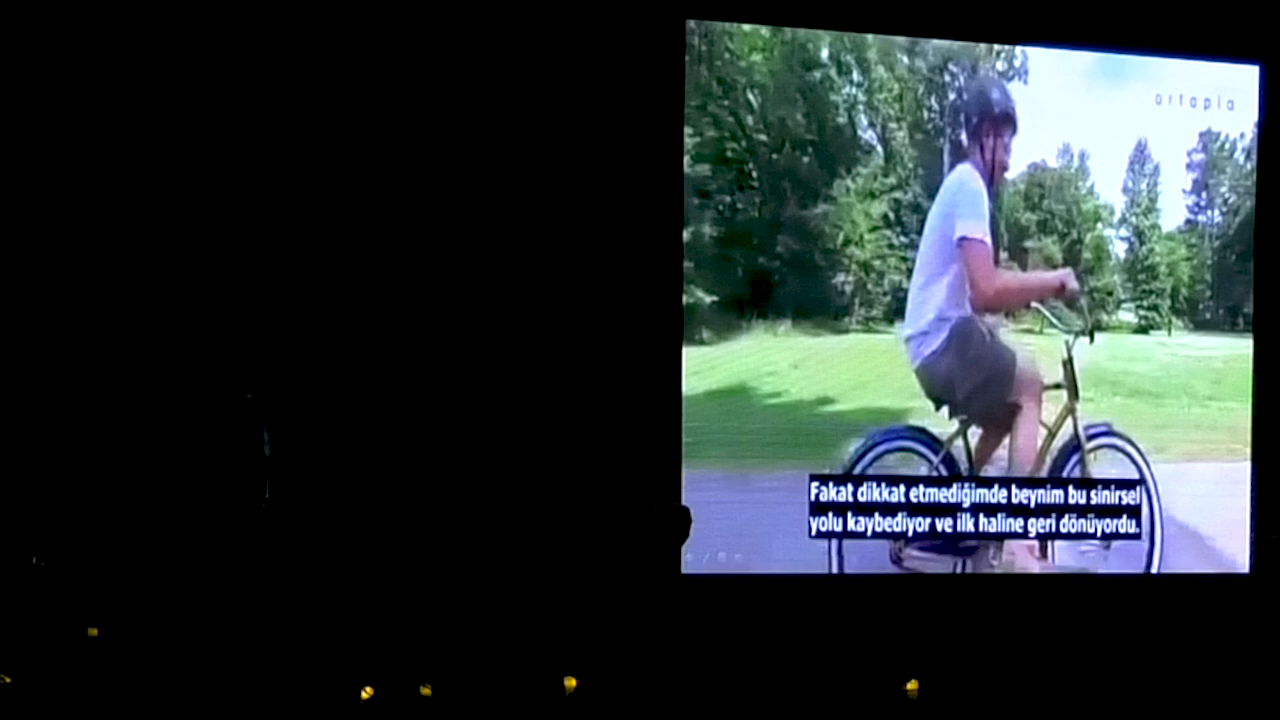 ortapia
Fakat dikkat etmediğimde beynim bu sinirsel
yolu kaybediyor ve ilk haline geri dönüyordu.